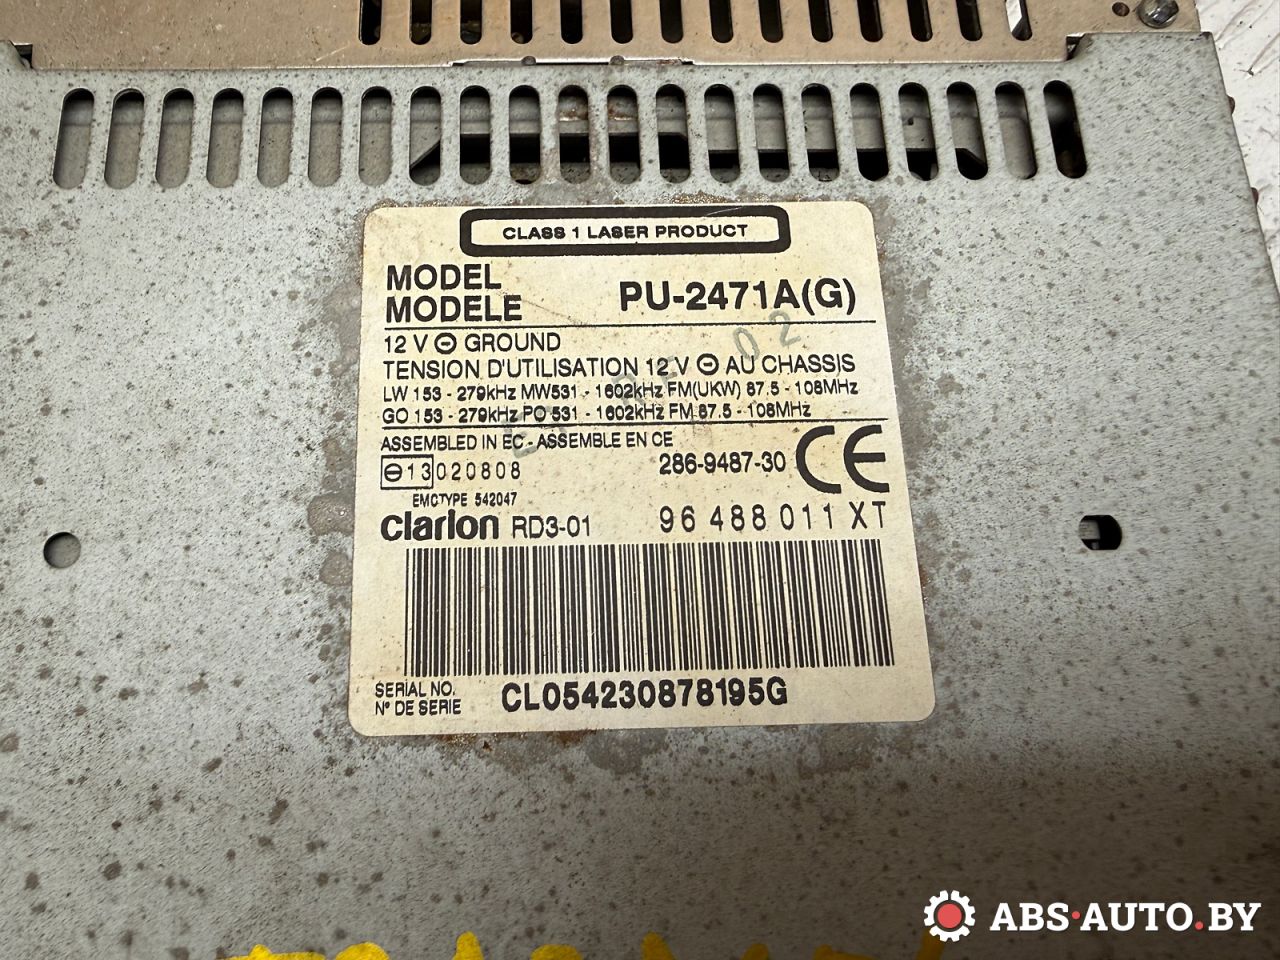 CLASS 1 LASER PRODUCT
MODEL
MODELE PU-2471A(G)
12 V ⊖ GROUND
TENSION D'UTILISATION 12 V ⊖ AU CHASSIS
LW 153 - 279kHz MW531 - 1602kHz FM(UKW) 87.5 - 108MHz
GO 153 - 279kHz PO 531 - 1602kHz FM 87.5 - 108MHz
ASSEMBLED IN EC - ASSEMBLE EN CE
⊖13 020808 286-9487-30 CE
EMCTYPE 542047
clarion RD3-01 96 488 011 XT
SERIAL NO.
N° DE SERIE CL054230878195G
ABS·AUTO.BY